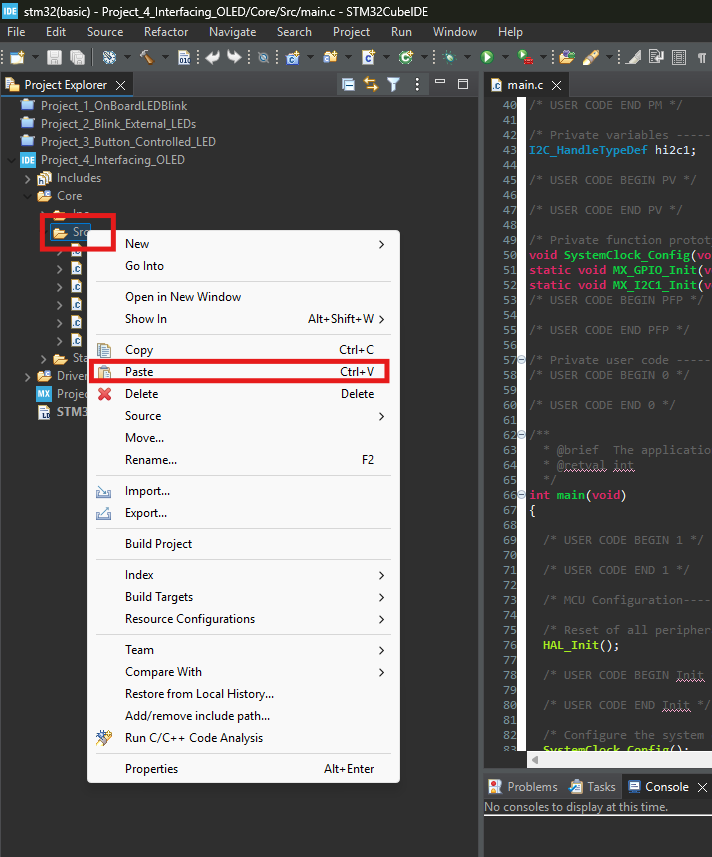 IDE stm32(basic) - Project_4_Interfacing_OLED/Core/Src/main.c - STM32CubeIDE
File Edit Source Refactor Navigate Search Project Run Window Help
Project Explorer
Project_1_OnBoardLEDBlink
Project_2_Blink_External_LEDs
Project_3_Button_Controlled_LED
IDE Project_4_Interfacing_OLED
Includes
Core
Src
Sta
Driver
MX Projec
STM3
New
Go Into
Open in New Window
Show In Alt+Shift+W
Copy Ctrl+C
Paste Ctrl+V
Delete Delete
Source
Move...
Rename... F2
Import...
Export...
Build Project
Index
Build Targets
Resource Configurations
Team
Compare With
Restore from Local History...
Add/remove include path...
Run C/C++ Code Analysis
Properties Alt+Enter
main.c
40 /* USER CODE END PM */
41
42 /* Private variables -----
43 I2C_HandleTypeDef hi2c1;
44
45 /* USER CODE BEGIN PV */
46
47 /* USER CODE END PV */
48
49 /* Private function protot
50 void SystemClock_Config(vo
51 static void MX_GPIO_Init(v
52 static void MX_I2C1_Init(v
53 /* USER CODE BEGIN PFP */
54
55 /* USER CODE END PFP */
56
57 /* Private user code -----
58 /* USER CODE BEGIN 0 */
59
60 /* USER CODE END 0 */
61
62 /**
63 * @brief The applicatio
64 * @retval int
65 */
66 int main(void)
67 {
68
69 /* USER CODE BEGIN 1 */
70
71 /* USER CODE END 1 */
72
73 /* MCU Configuration----
74
75 /* Reset of all peripher
76 HAL_Init();
77
78 /* USER CODE BEGIN Init
79
80 /* USER CODE END Init */
81
82 /* Configure the system
83 SystemClock_Config();
Problems Tasks Console
No consoles to display at this time.